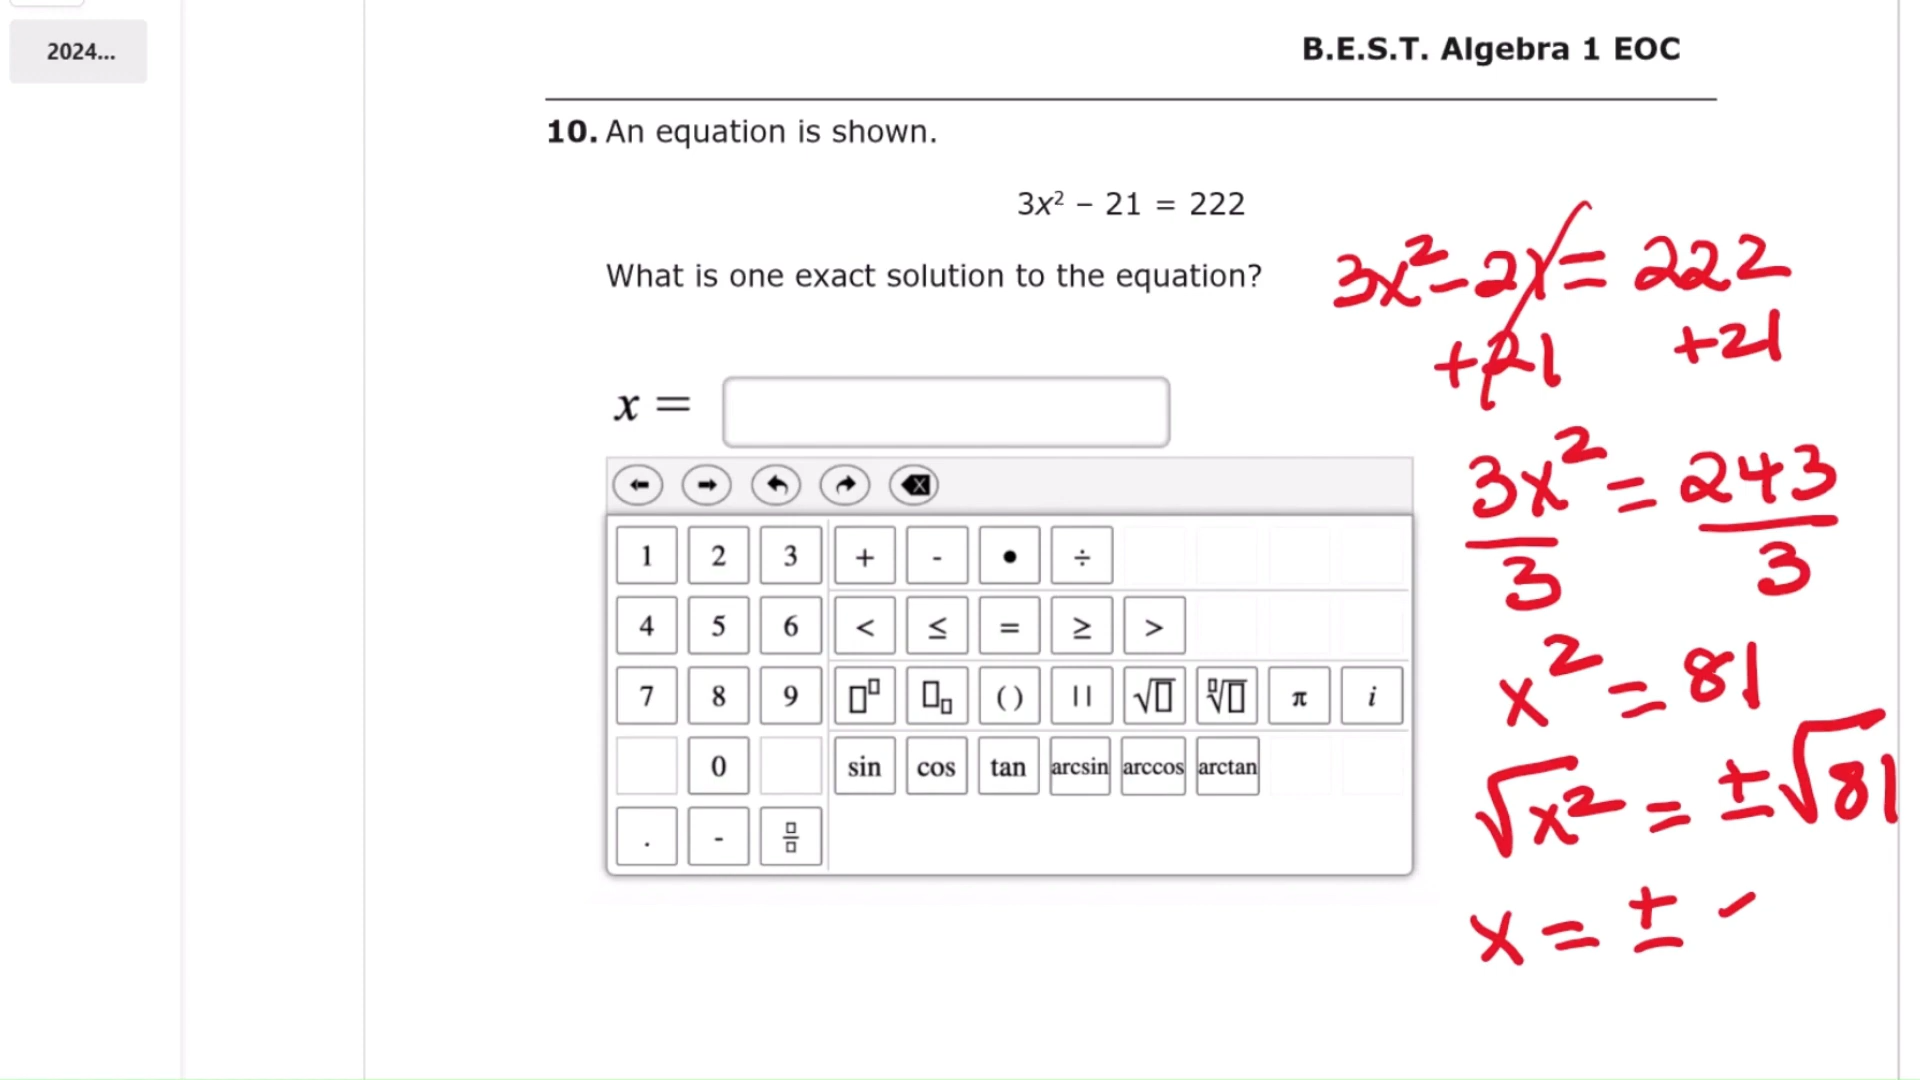 2024...
B.E.S.T. Algebra 1 EOC
10. An equation is shown.
3x² − 21 = 222
What is one exact solution to the equation?
x =
1 2 3 + - • ÷
4 5 6 < ≤ = ≥ >
7 8 9 □^□ □_□ ( ) | | √□ □√□ π i
0 sin cos tan arcsin arccos arctan
. - □/□
3x² − 21 = 222
+21 +21
3x² = 243
3 3
x² = 81
√x² = ±√81
x = ±